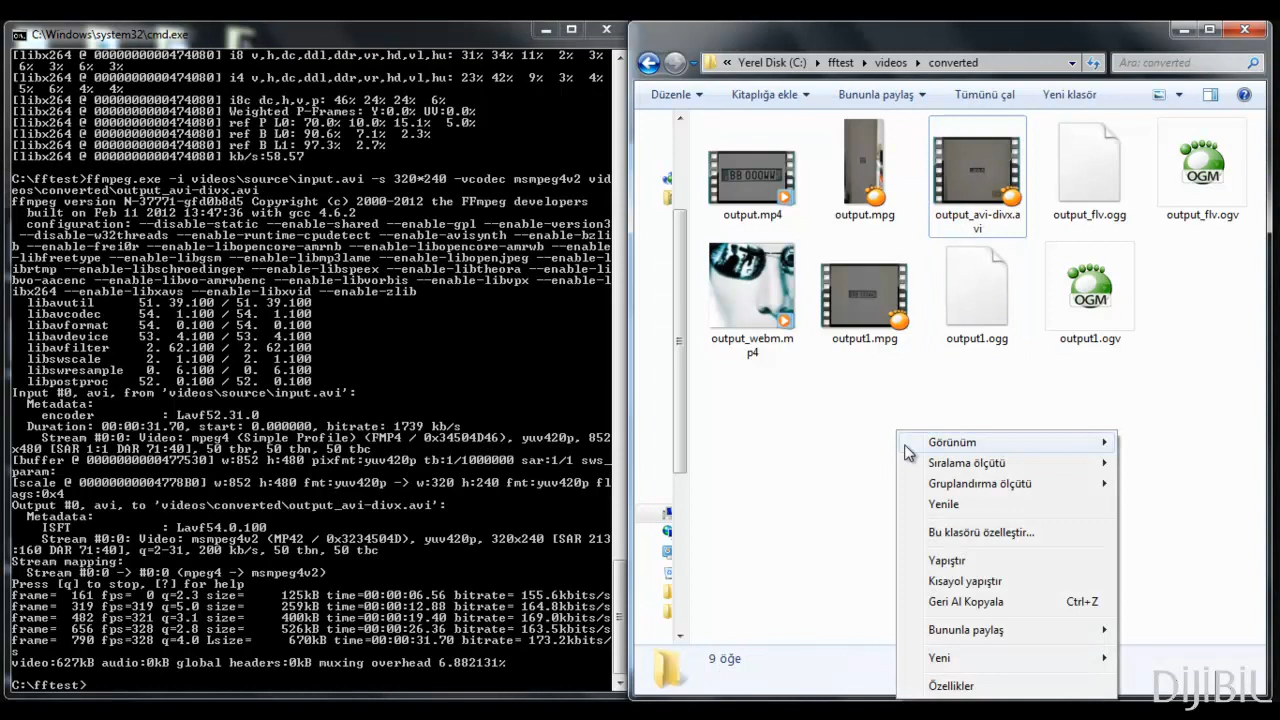 C:\Windows\system32\cmd.exe
[libx264 @ 0000000000474080] i8 v,h,dc,ddl,ddr,vr,hd,vl,hu: 31% 34% 11%  2%  3%
 6%  3%  6%  3%
[libx264 @ 0000000000474080] i4 v,h,dc,ddl,ddr,vr,hd,vl,hu: 23% 42%  9%  3%  4%
 5%  6%  4%  4%
[libx264 @ 0000000000474080] i8c dc,h,v,p: 46% 24% 24%  6%
[libx264 @ 0000000000474080] Weighted P-Frames: Y:0.0% UV:0.0%
[libx264 @ 0000000000474080] ref P L0: 70.0% 10.0% 15.1%  5.0%
[libx264 @ 0000000000474080] ref B L0: 90.6%  7.1%  2.3%
[libx264 @ 0000000000474080] ref B L1: 97.3%  2.7%
[libx264 @ 0000000000474080] kb/s:58.57
C:\fftest>ffmpeg.exe -i videos\source\input.avi -s 320*240 -vcodec msmpeg4v2 vid
eos\converted\output_avi-divx.avi
ffmpeg version N-37771-gfd0b8d5 Copyright (c) 2000-2012 the FFmpeg developers
  built on Feb 11 2012 13:47:36 with gcc 4.6.2
  configuration: --disable-static --enable-shared --enable-gpl --enable-version3
 --disable-w32threads --enable-runtime-cpudetect --enable-avisynth --enable-bzli
b --enable-frei0r --enable-libopencore-amrnb --enable-libopencore-amrwb --enable
-libfreetype --enable-libgsm --enable-libmp3lame --enable-libopenjpeg --enable-l
ibrtmp --enable-libschroedinger --enable-libspeex --enable-libtheora --enable-li
bvo-aacenc --enable-libvo-amrwbenc --enable-libvorbis --enable-libvpx --enable-l
ibx264 --enable-libxavs --enable-libxvid --enable-zlib
  libavutil      51. 39.100 / 51. 39.100
  libavcodec     54.  1.100 / 54.  1.100
  libavformat    54.  0.100 / 54.  0.100
  libavdevice    53.  4.100 / 53.  4.100
  libavfilter     2. 62.100 /  2. 62.100
  libswscale      2.  1.100 /  2.  1.100
  libswresample   0.  6.100 /  0.  6.100
  libpostproc    52.  0.100 / 52.  0.100
Input #0, avi, from 'videos\source\input.avi':
  Metadata:
    encoder         : Lavf52.31.0
  Duration: 00:00:31.70, start: 0.000000, bitrate: 1739 kb/s
    Stream #0:0: Video: mpeg4 (Simple Profile) (FMP4 / 0x34504D46), yuv420p, 852
x480 [SAR 1:1 DAR 71:40], 50 tbr, 50 tbn, 50 tbc
[buffer @ 0000000000477530] w:852 h:480 pixfmt:yuv420p tb:1/1000000 sar:1/1 sws_
param:
[scale @ 00000000004778B0] w:852 h:480 fmt:yuv420p -> w:320 h:240 fmt:yuv420p fl
ags:0x4
Output #0, avi, to 'videos\converted\output_avi-divx.avi':
  Metadata:
    ISFT            : Lavf54.0.100
    Stream #0:0: Video: msmpeg4v2 (MP42 / 0x3234504D), yuv420p, 320x240 [SAR 213
:160 DAR 71:40], q=2-31, 200 kb/s, 50 tbn, 50 tbc
Stream mapping:
  Stream #0:0 -> #0:0 (mpeg4 -> msmpeg4v2)
Press [q] to stop, [?] for help
frame=  161 fps=  0 q=2.3 size=     125kB time=00:00:06.56 bitrate= 155.6kbits/s
frame=  319 fps=319 q=5.0 size=     259kB time=00:00:12.88 bitrate= 164.8kbits/s
frame=  482 fps=321 q=3.1 size=     400kB time=00:00:19.40 bitrate= 169.0kbits/s
frame=  656 fps=328 q=2.8 size=     526kB time=00:00:26.36 bitrate= 163.5kbits/s
frame=  790 fps=328 q=4.0 Lsize=     670kB time=00:00:31.70 bitrate= 173.2kbits/
s
video:627kB audio:0kB global headers:0kB muxing overhead 6.882131%
C:\fftest>
« Yerel Disk (C:) fftest videos converted
Ara: converted
Düzenle Kitaplığa ekle Bununla paylaş Tümünü çal Yeni klasör
BB 000WW
OGM
output.mp4
output.mpg
output_avi-divx.a
vi
output_flv.ogg
output_flv.ogv
OGM
output_webm.m
p4
output1.mpg
output1.ogg
output1.ogv
Görünüm
Sıralama ölçütü
Gruplandırma ölçütü
Yenile
Bu klasörü özelleştir...
Yapıştır
Kısayol yapıştır
Geri Al Kopyala Ctrl+Z
Bununla paylaş
Yeni
Özellikler
9 öğe
DijiBiL